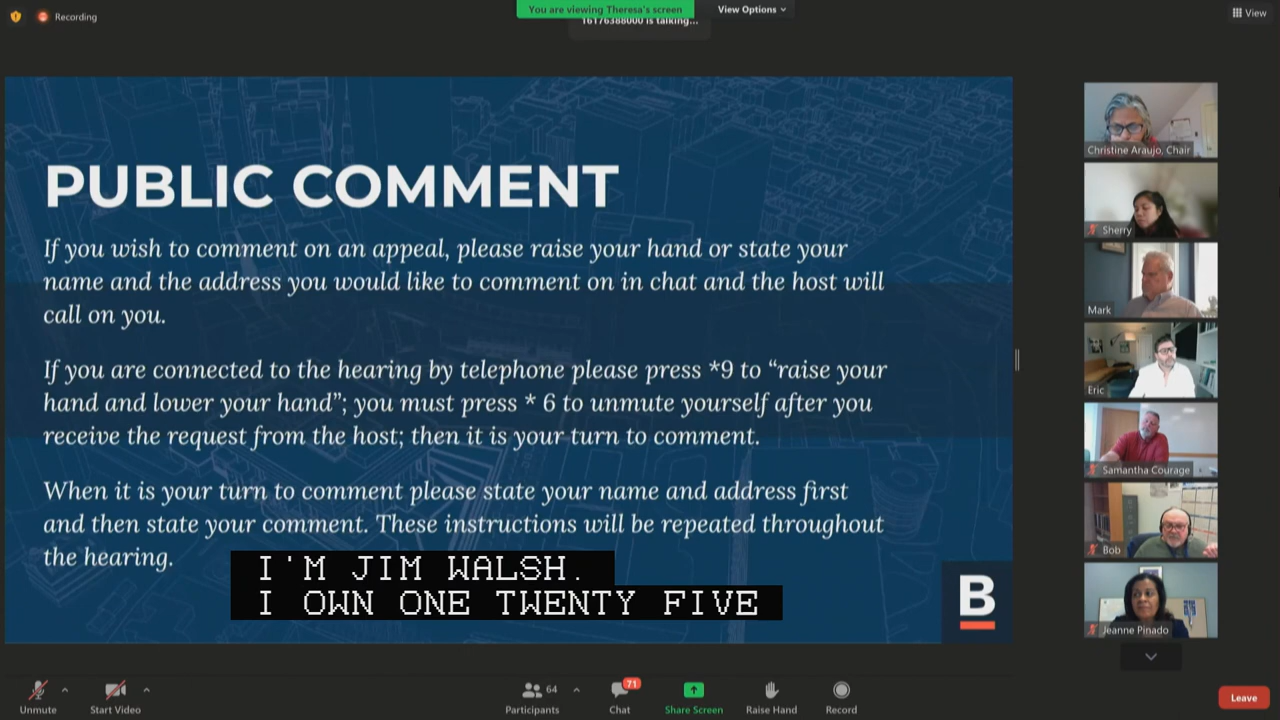 Recording
You are viewing Theresa's screen
View Options
16176388000 is talking...
View
PUBLIC COMMENT
If you wish to comment on an appeal, please raise your hand or state your
name and the address you would like to comment on in chat and the host will
call on you.
If you are connected to the hearing by telephone please press *9 to “raise your
hand and lower your hand”; you must press * 6 to unmute yourself after you
receive the request from the host; then it is your turn to comment.
When it is your turn to comment please state your name and address first
and then state your comment. These instructions will be repeated throughout
the hearing.
I'M JIM WALSH.
I OWN ONE TWENTY FIVE
B
Christine Araujo, Chair
Sherry
Mark
Eric
Samantha Courage
Bob
Jeanne Pinado
Unmute
Start Video
64
Participants
71
Chat
Share Screen
Raise Hand
Record
Leave